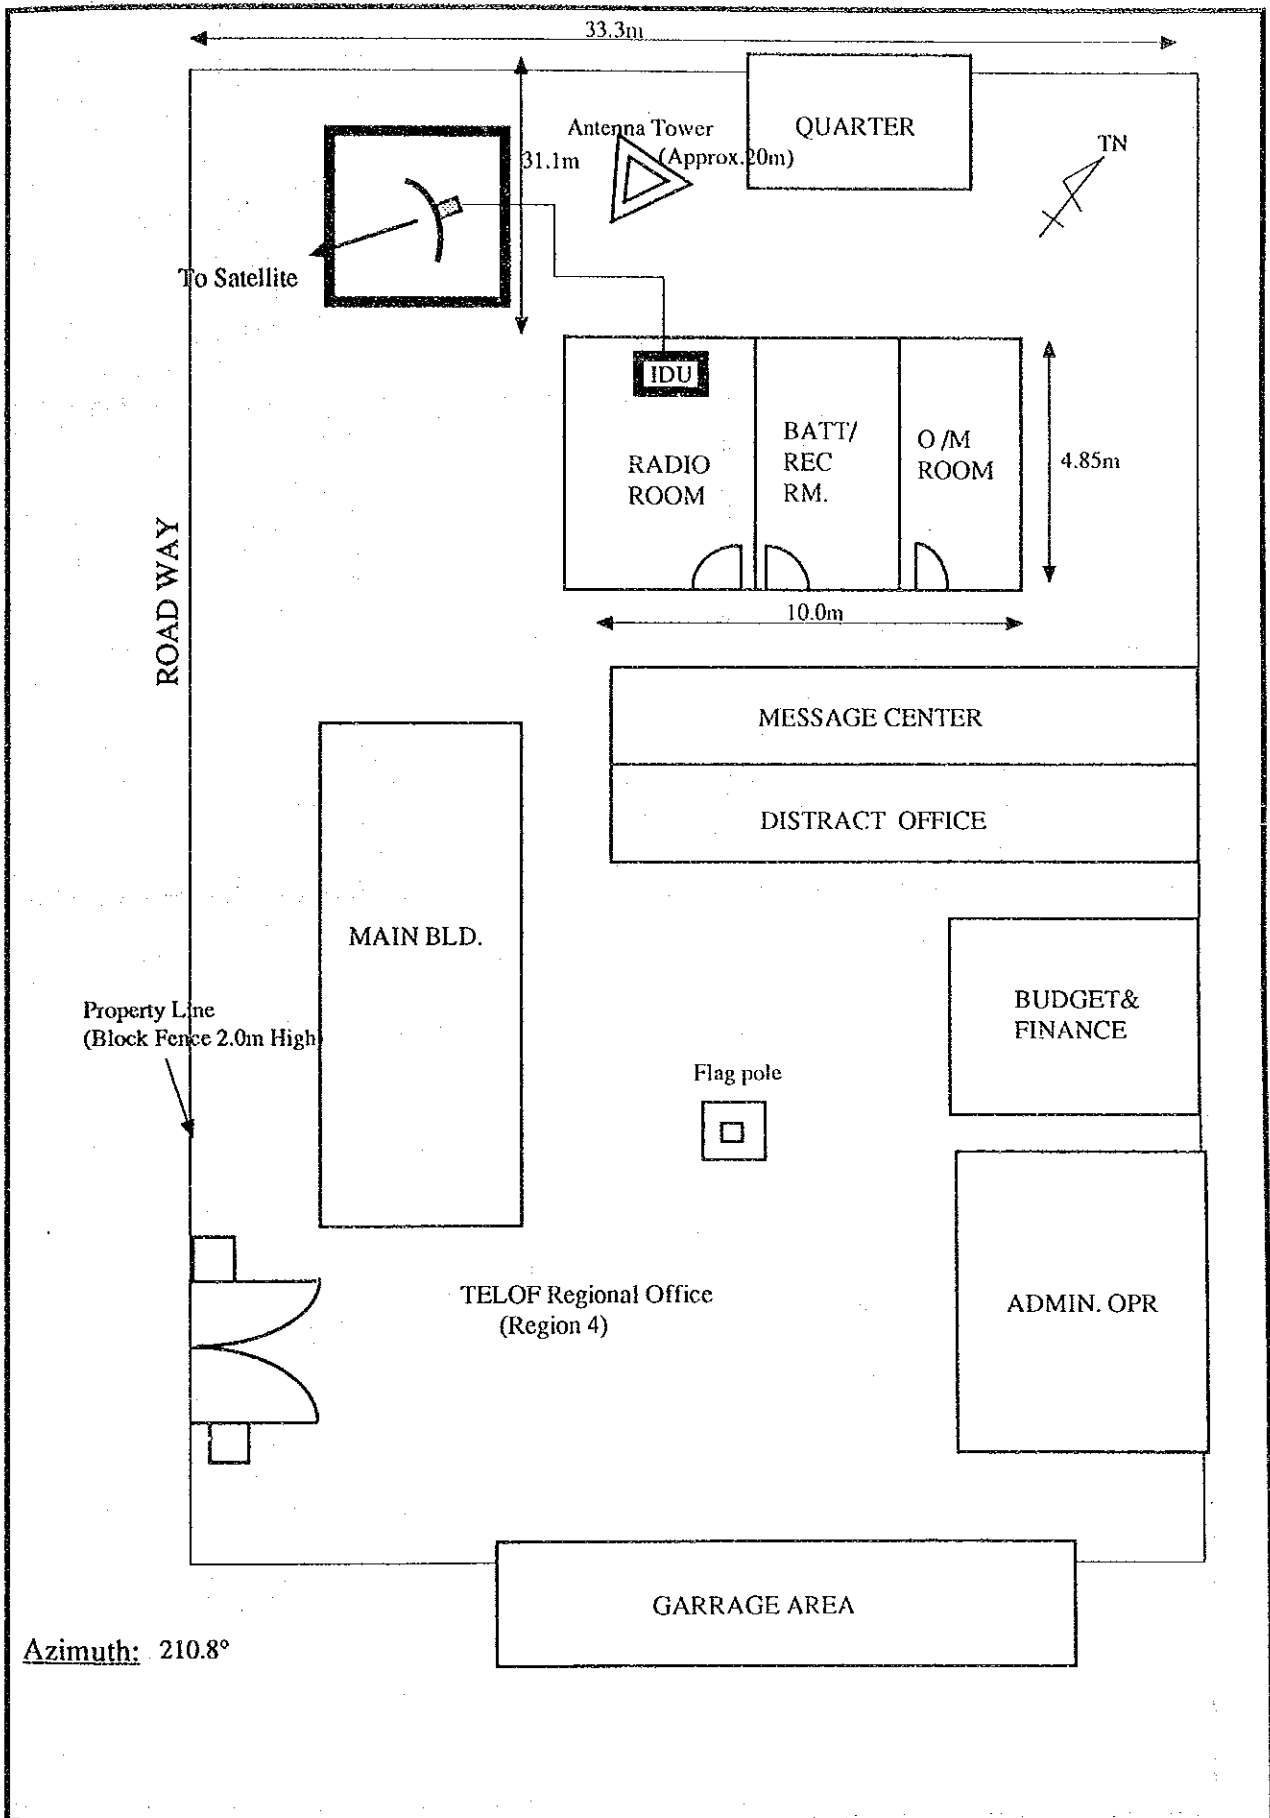 33.3m
Antenna Tower
(Approx.20m)
QUARTER
TN
31.1m
To Satellite
IDU
RADIO
ROOM
BATT/
REC
RM.
O /M
ROOM
4.85m
10.0m
ROAD WAY
MESSAGE CENTER
DISTRACT OFFICE
MAIN BLD.
BUDGET&
FINANCE
Property Line
(Block Fence 2.0m High)
Flag pole
TELOF Regional Office
(Region 4)
ADMIN. OPR
GARRAGE AREA
Azimuth: 210.8°